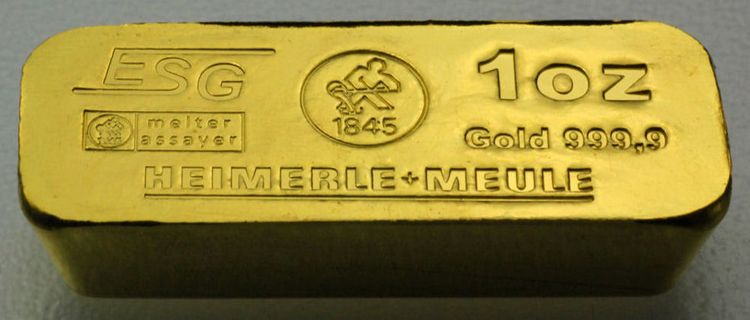 ESG
melter
assayer
1845
1oz
Gold 999,9
HEIMERLE+MEULE